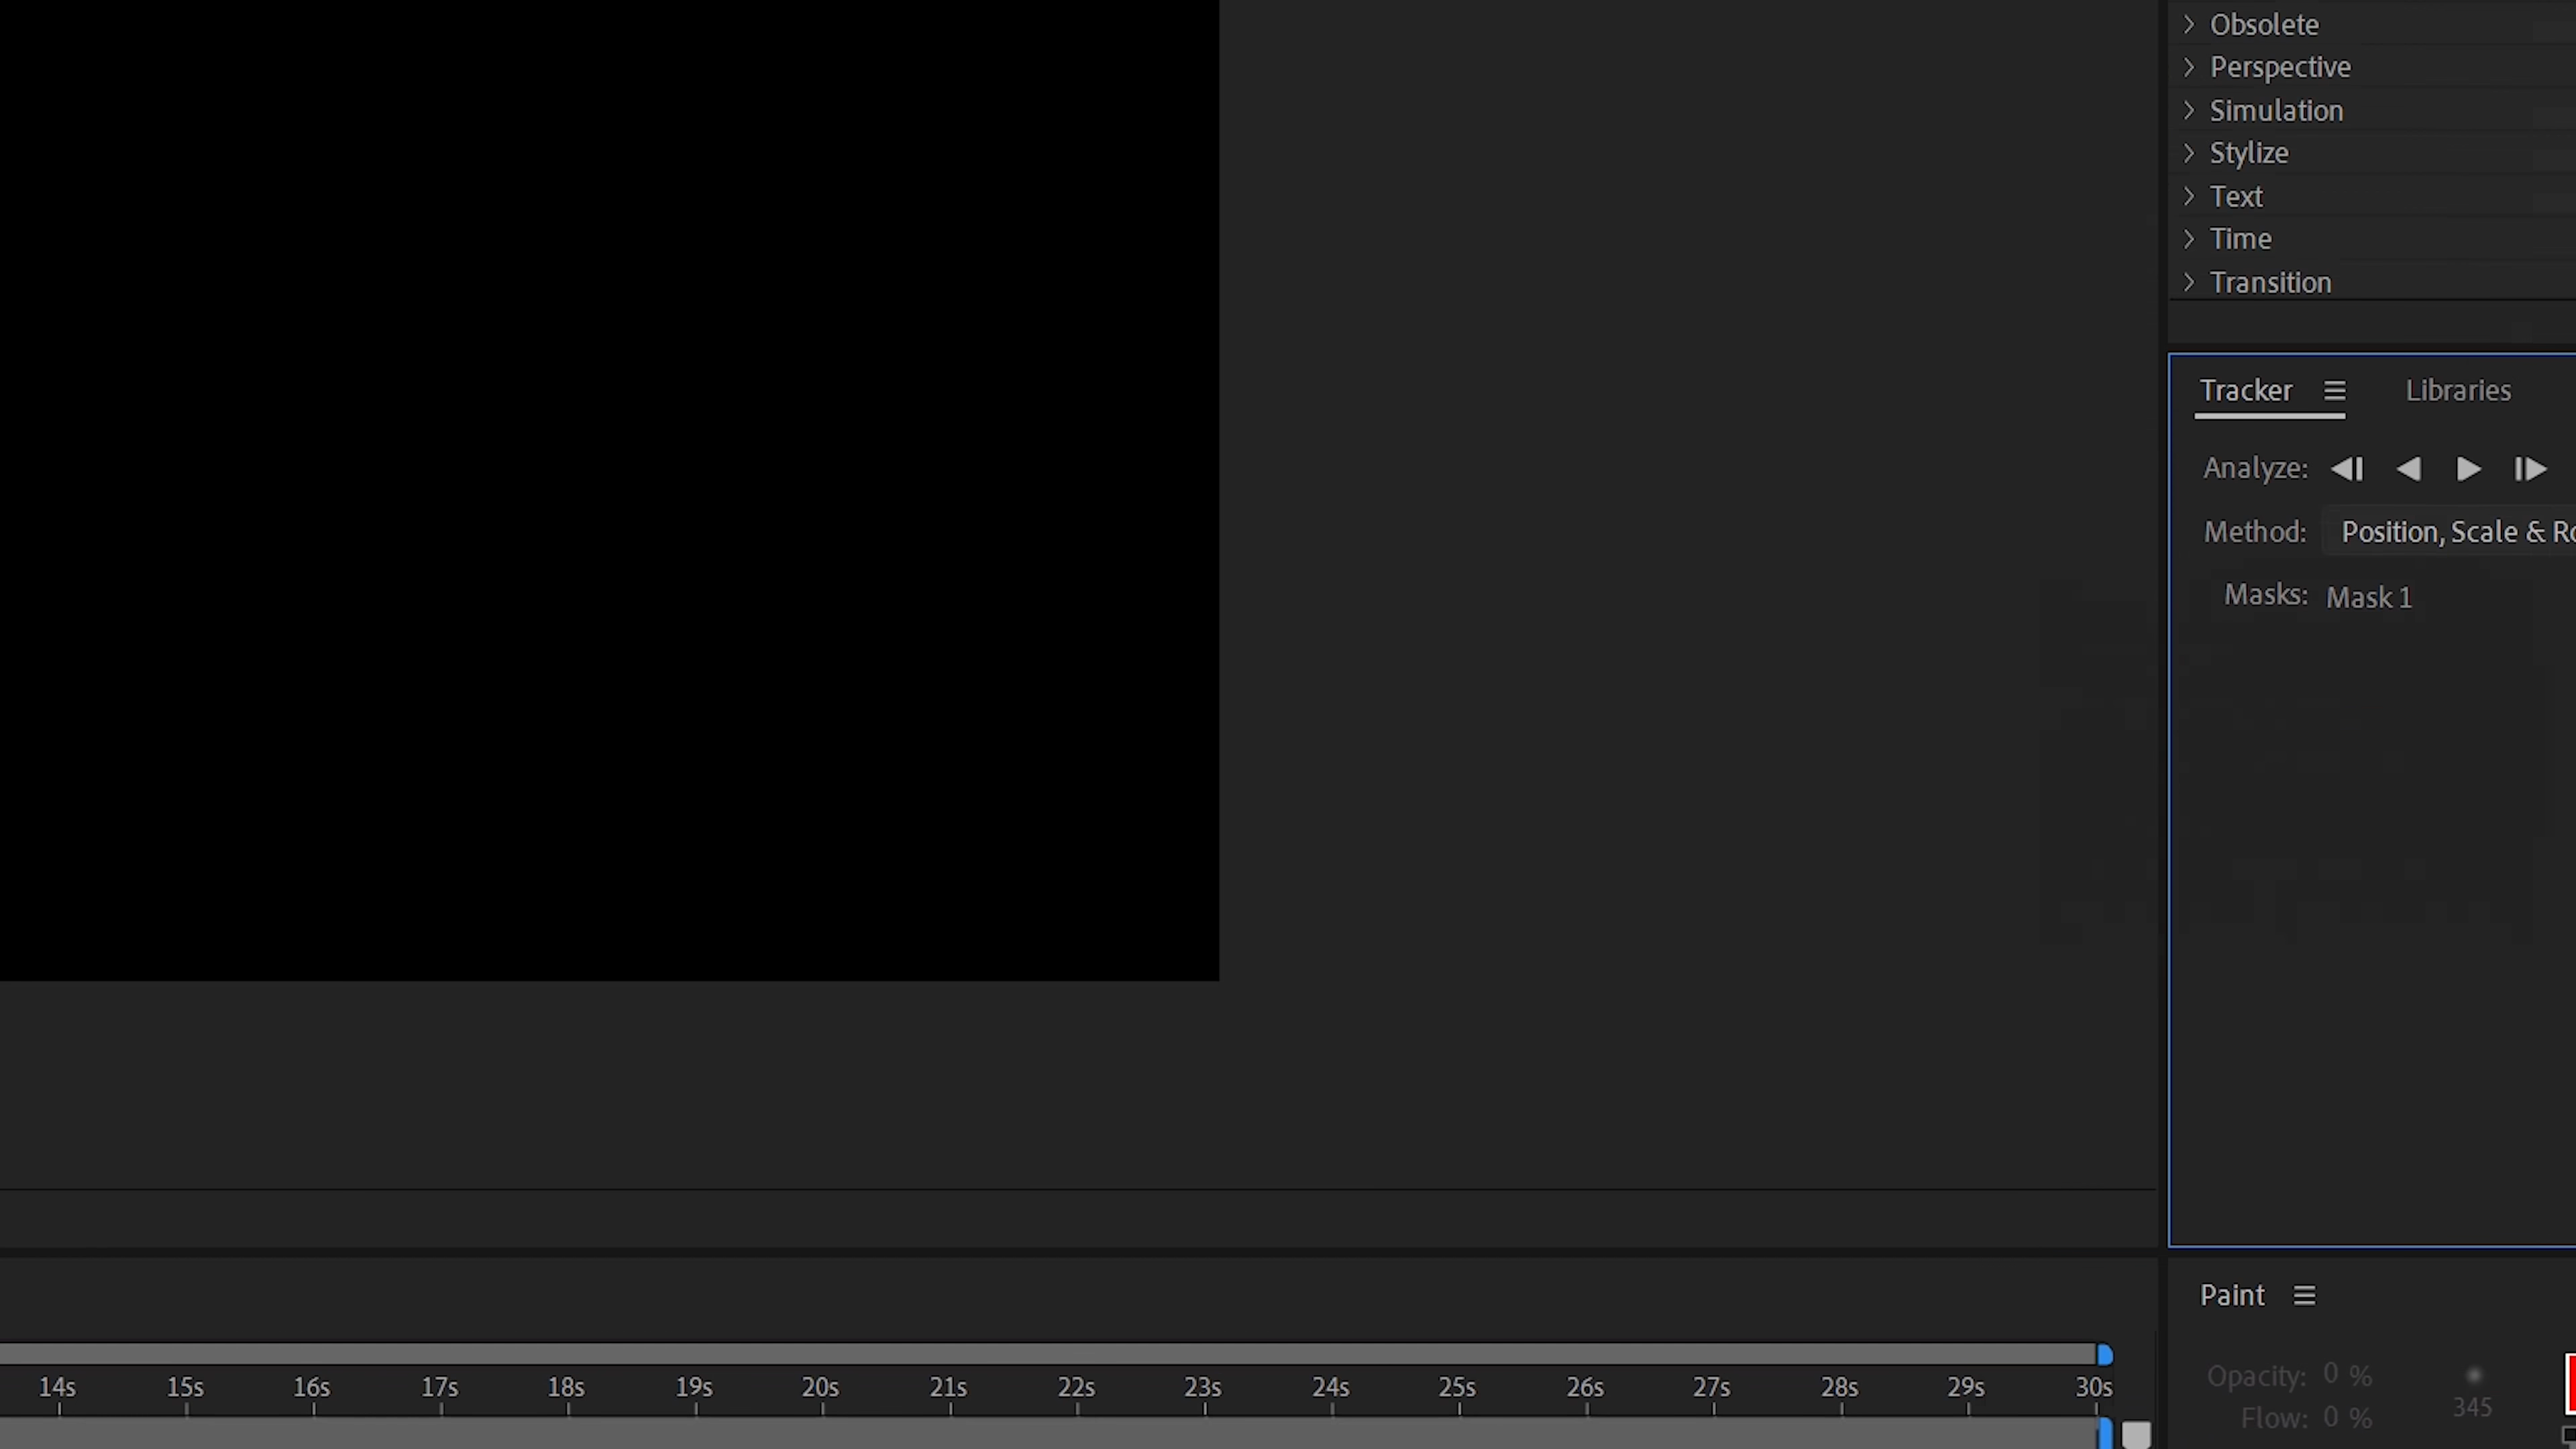 Obsolete
Perspective
Simulation
Stylize
Text
Time
Transition
Tracker Libraries
Analyze:
Method: Position, Scale & Ro
Masks: Mask 1
Paint
Opacity: 0 %
345
Flow: 0 %
14s 15s 16s 17s 18s 19s 20s 21s 22s 23s 24s 25s 26s 27s 28s 29s 30s